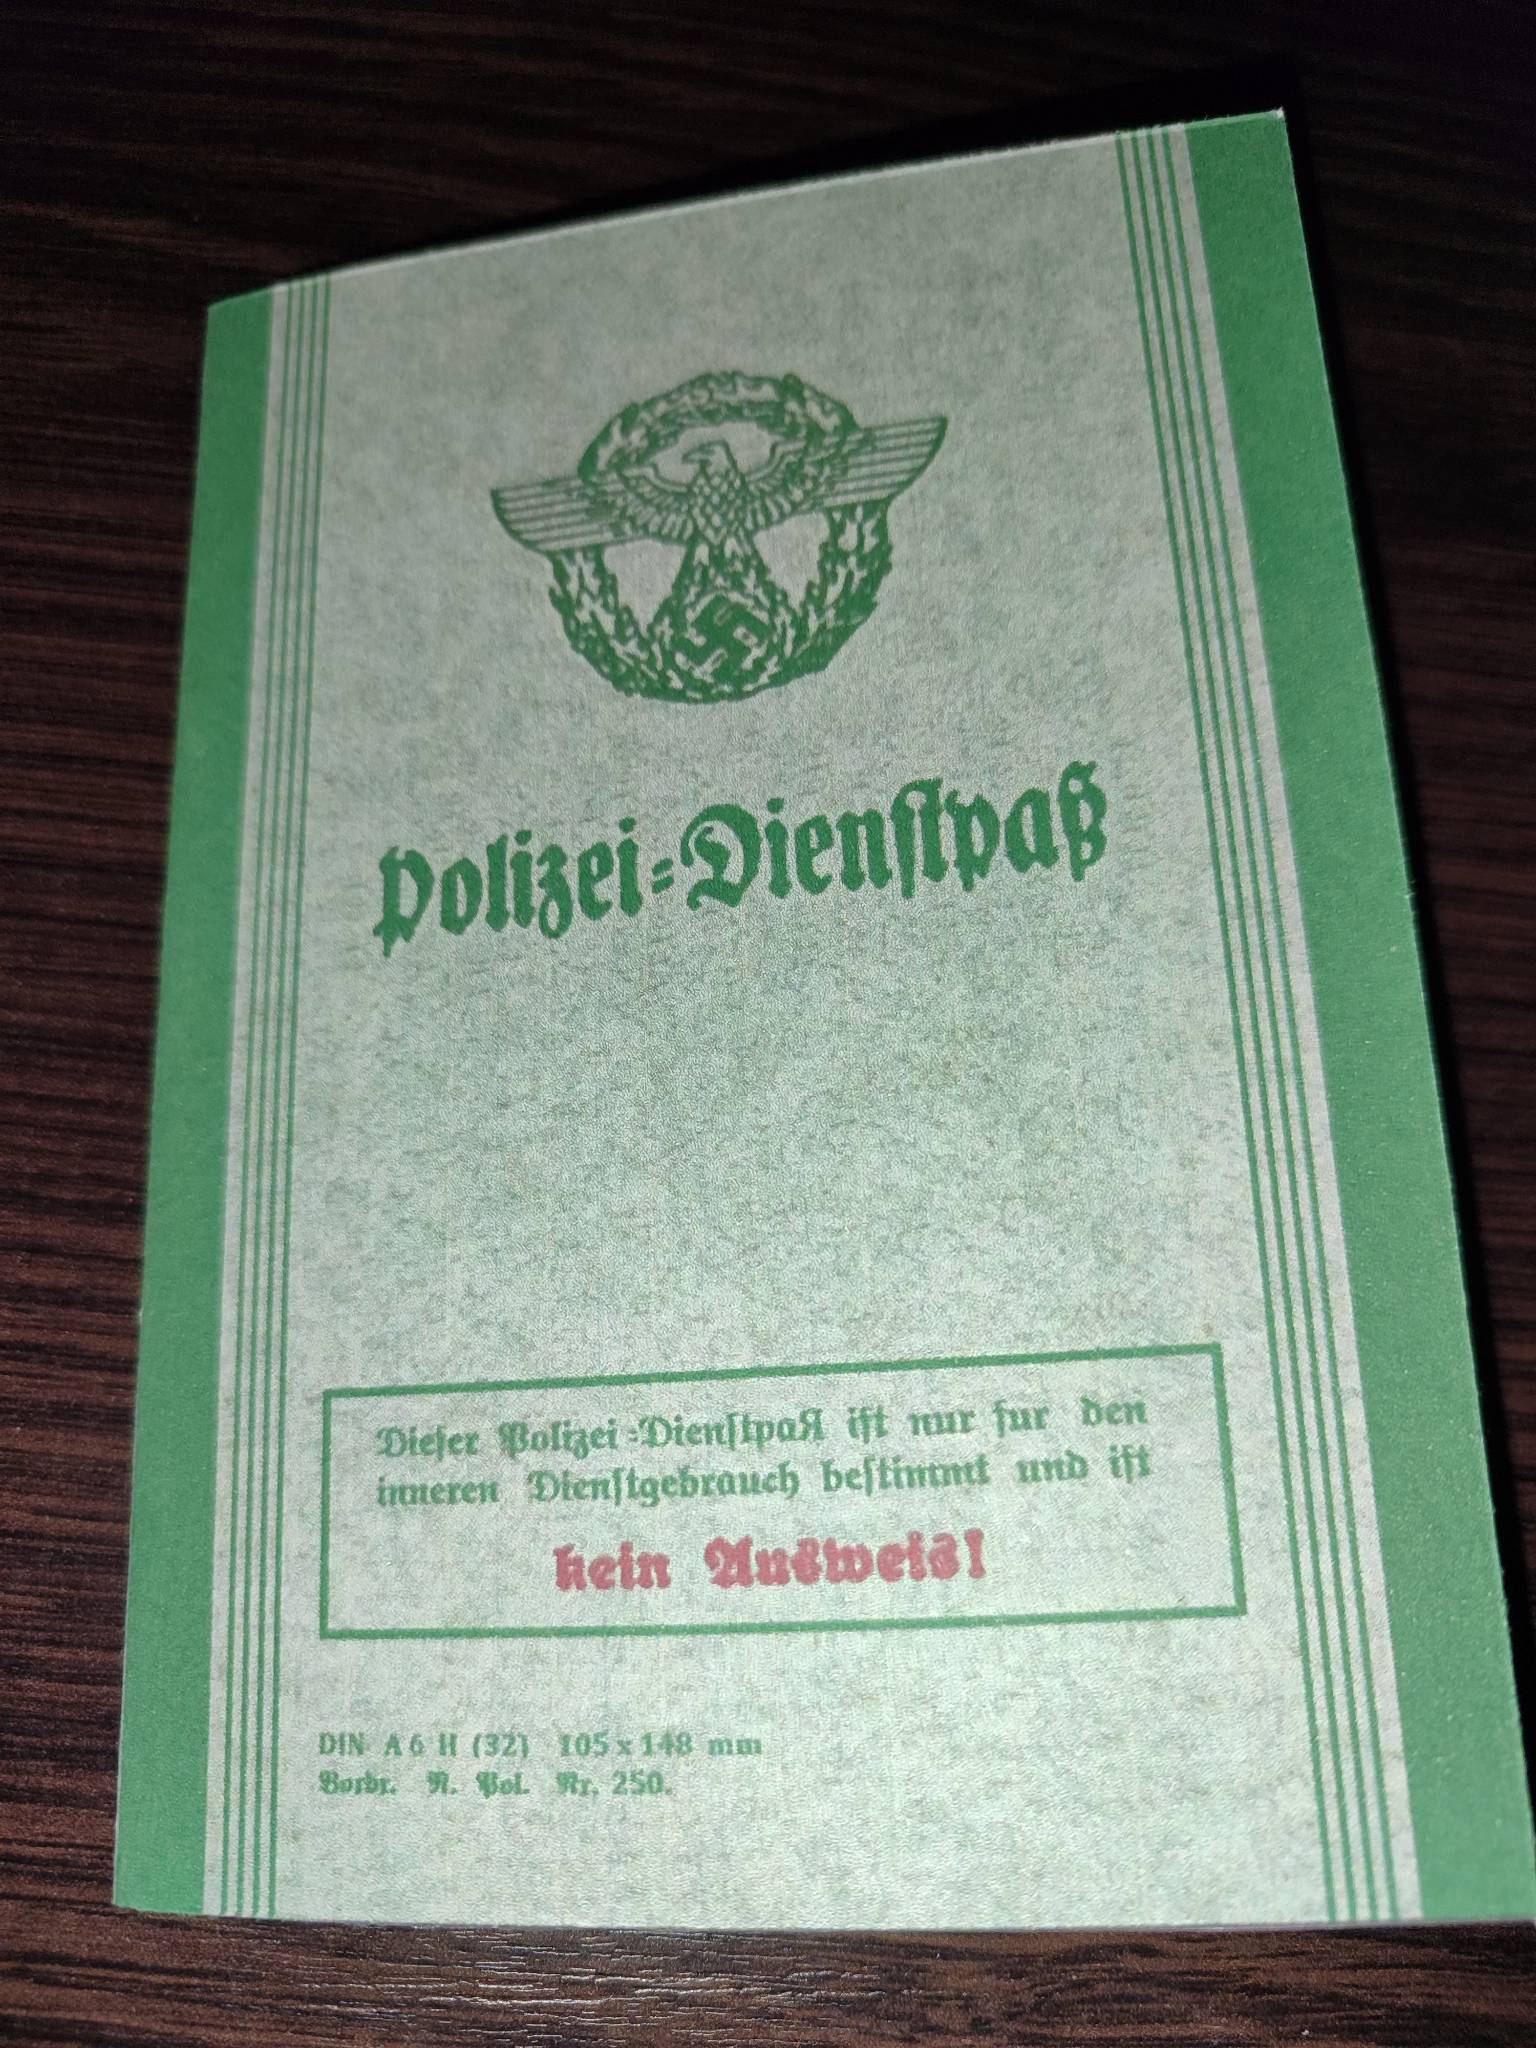 Polizei=Dienstpaß
Dieser Polizei=Dienstpaß ist nur fur den
inneren Dienstgebrauch bestimmt und ist
kein Ausweis!
DIN A 6 H (32) 105 x 148 mm
Vordr. R. Pol. Nr. 250.